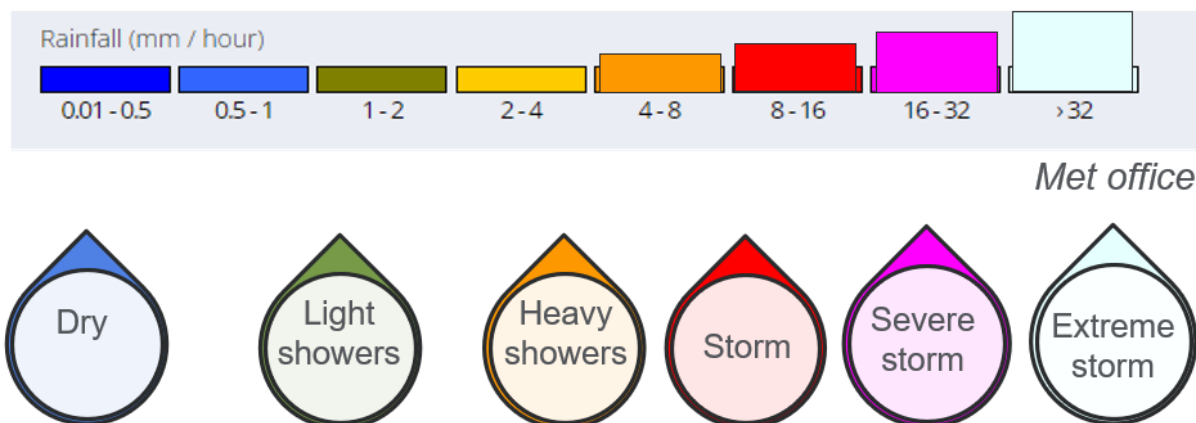 Rainfall (mm / hour)
0.01 - 0.5 0.5 - 1 1 - 2 2 - 4 4 - 8 8 - 16 16 - 32 > 32
Met office
Dry
Light
showers
Heavy
showers
Storm
Severe
storm
Extreme
storm